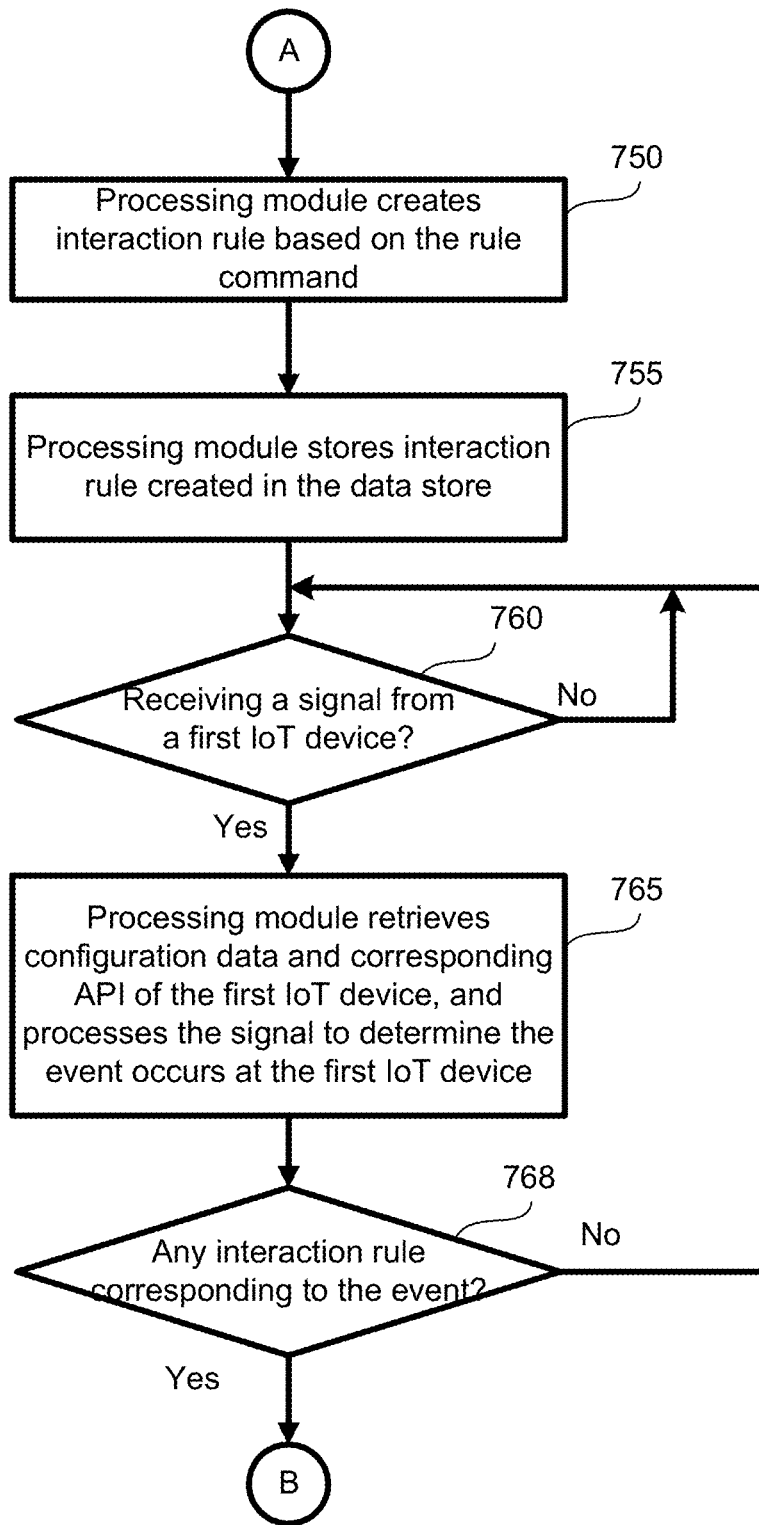 A
750
Processing module creates
interaction rule based on the rule
command
755
Processing module stores interaction
rule created in the data store
760
Receiving a signal from
a first IoT device?
No
Yes
765
Processing module retrieves
configuration data and corresponding
API of the first IoT device, and
processes the signal to determine the
event occurs at the first IoT device
768
Any interaction rule
corresponding to the event?
No
Yes
B